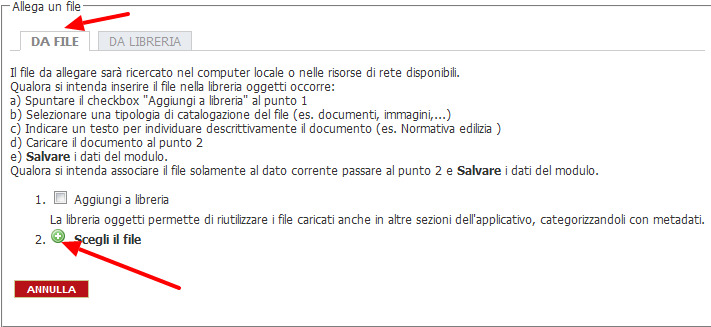 Allega un file
DA FILE DA LIBRERIA
Il file da allegare sarà ricercato nel computer locale o nelle risorse di rete disponibili.
Qualora si intenda inserire il file nella libreria oggetti occorre:
a) Spuntare il checkbox "Aggiungi a libreria" al punto 1
b) Selezionare una tipologia di catalogazione del file (es. documenti, immagini,...)
c) Indicare un testo per individuare descrittivamente il documento (es. Normativa edilizia )
d) Caricare il documento al punto 2
e) Salvare i dati del modulo.
Qualora si intenda associare il file solamente al dato corrente passare al punto 2 e Salvare i dati del modulo.
1. Aggiungi a libreria
La libreria oggetti permette di riutilizzare i file caricati anche in altre sezioni dell'applicativo, categorizzandoli con metadati.
2. Scegli il file
ANNULLA